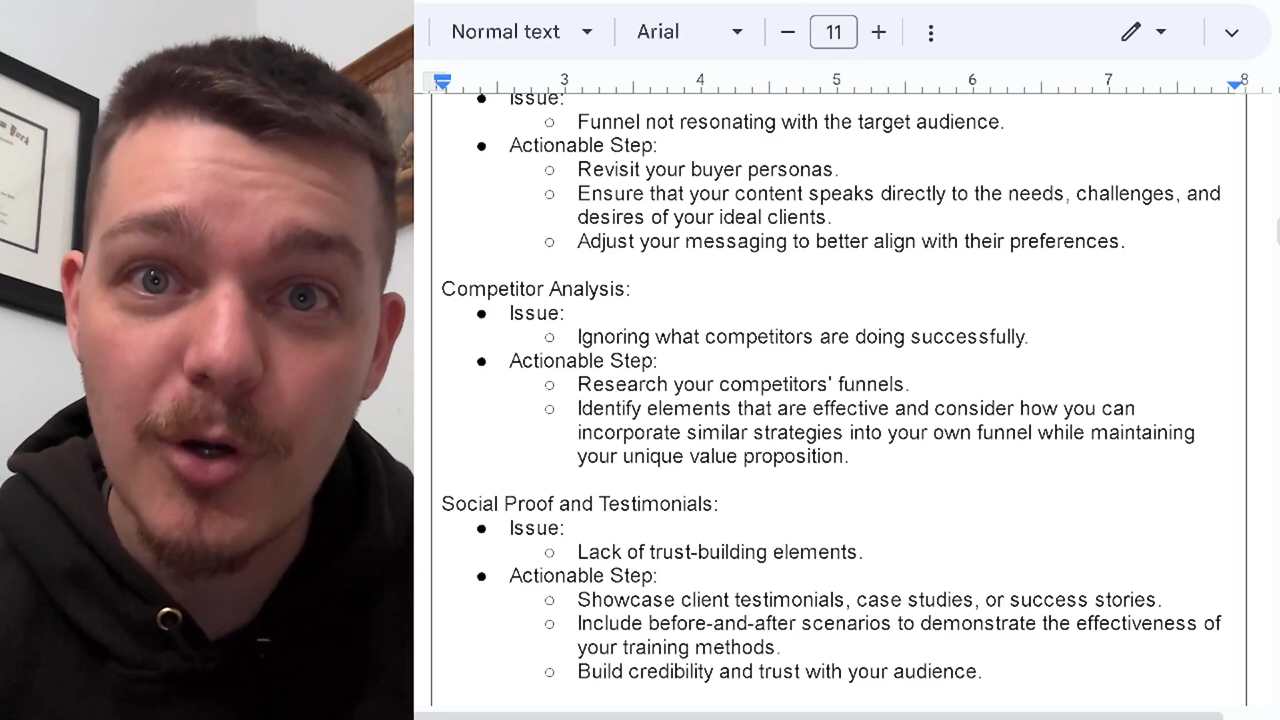 w York
Normal text
Arial
11
3 4 5 6 7 8
Issue:
Funnel not resonating with the target audience.
Actionable Step:
Revisit your buyer personas.
Ensure that your content speaks directly to the needs, challenges, and
desires of your ideal clients.
Adjust your messaging to better align with their preferences.
Competitor Analysis:
Issue:
Ignoring what competitors are doing successfully.
Actionable Step:
Research your competitors' funnels.
Identify elements that are effective and consider how you can
incorporate similar strategies into your own funnel while maintaining
your unique value proposition.
Social Proof and Testimonials:
Issue:
Lack of trust-building elements.
Actionable Step:
Showcase client testimonials, case studies, or success stories.
Include before-and-after scenarios to demonstrate the effectiveness of
your training methods.
Build credibility and trust with your audience.